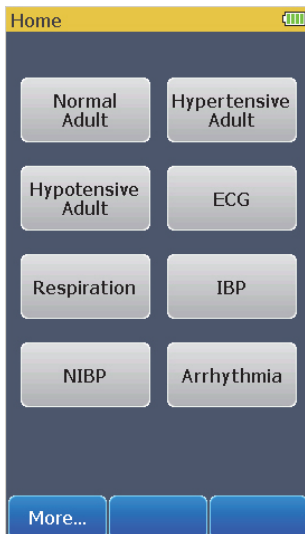 Home
Normal
Adult
Hypertensive
Adult
Hypotensive
Adult
ECG
Respiration
IBP
NIBP
Arrhythmia
More...